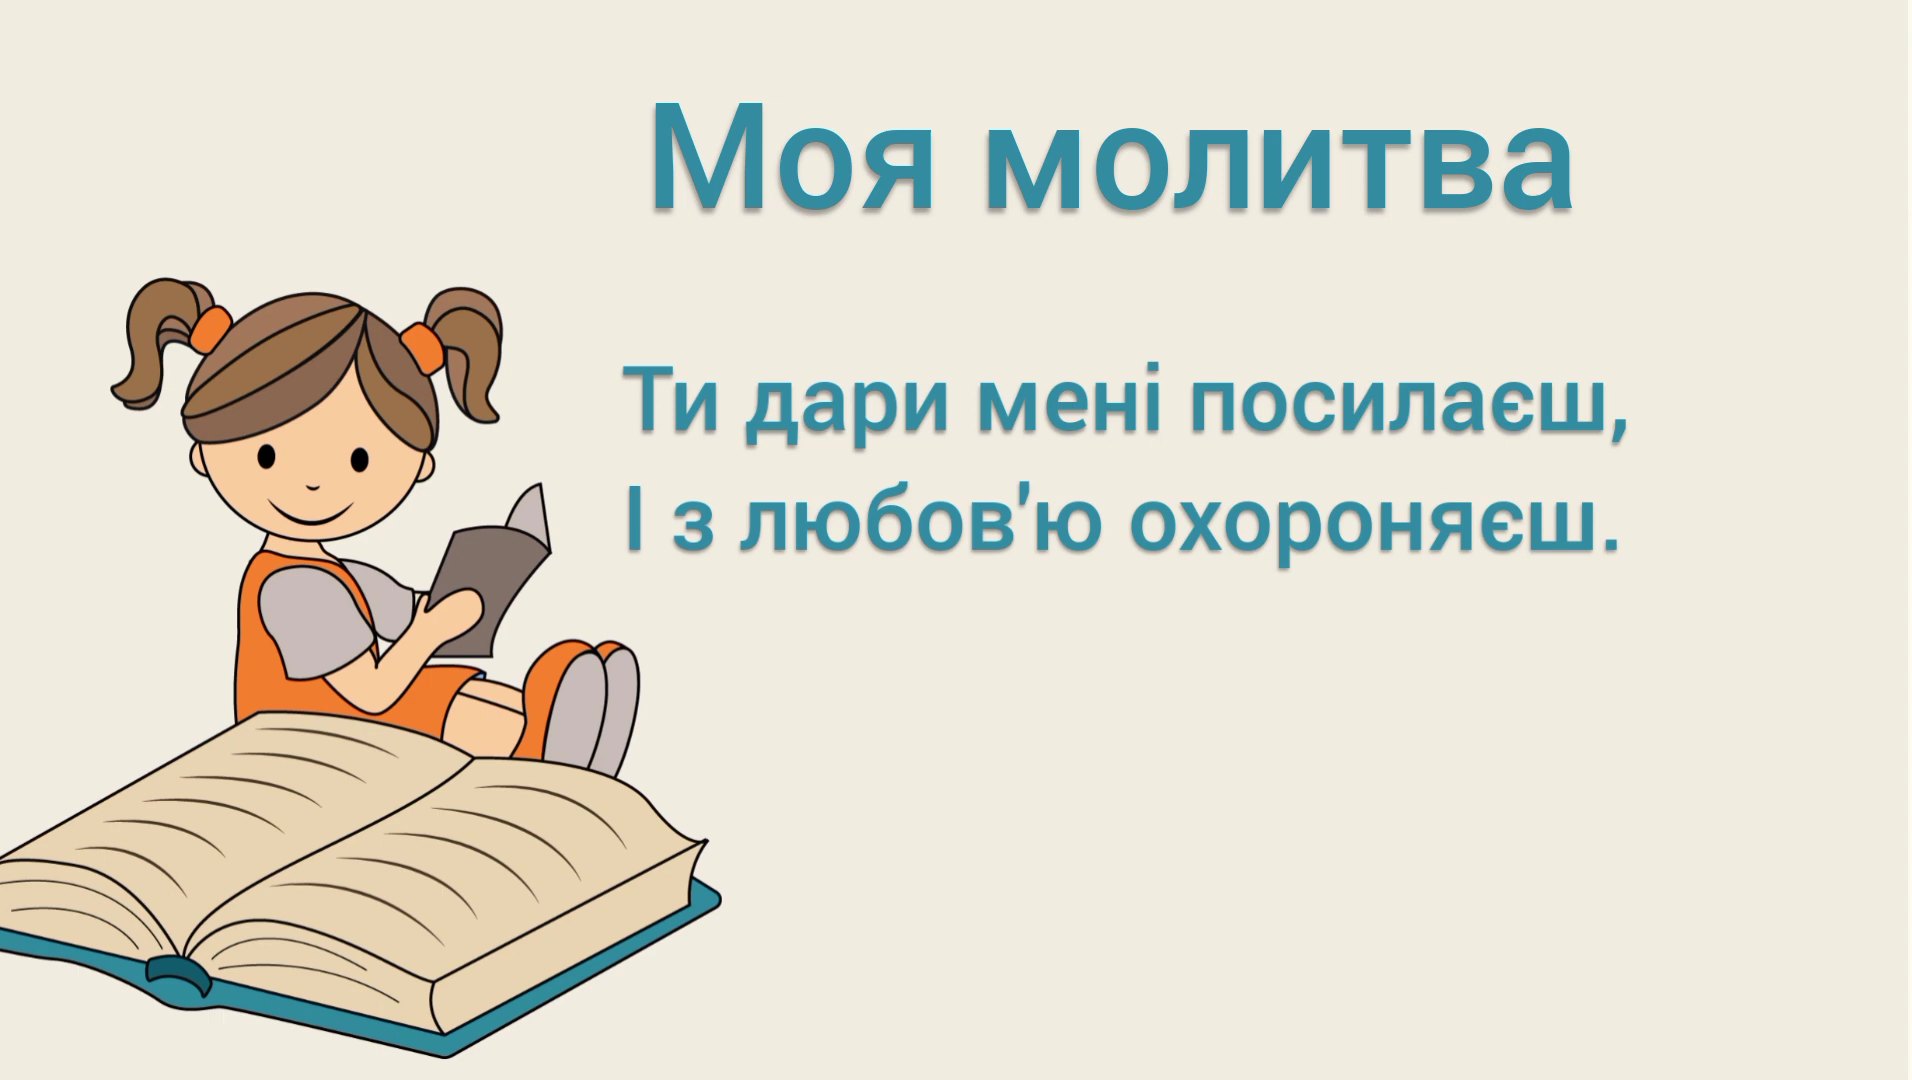 Моя молитва
Ти дари мені посилаєш,
І з любов'ю охороняєш.